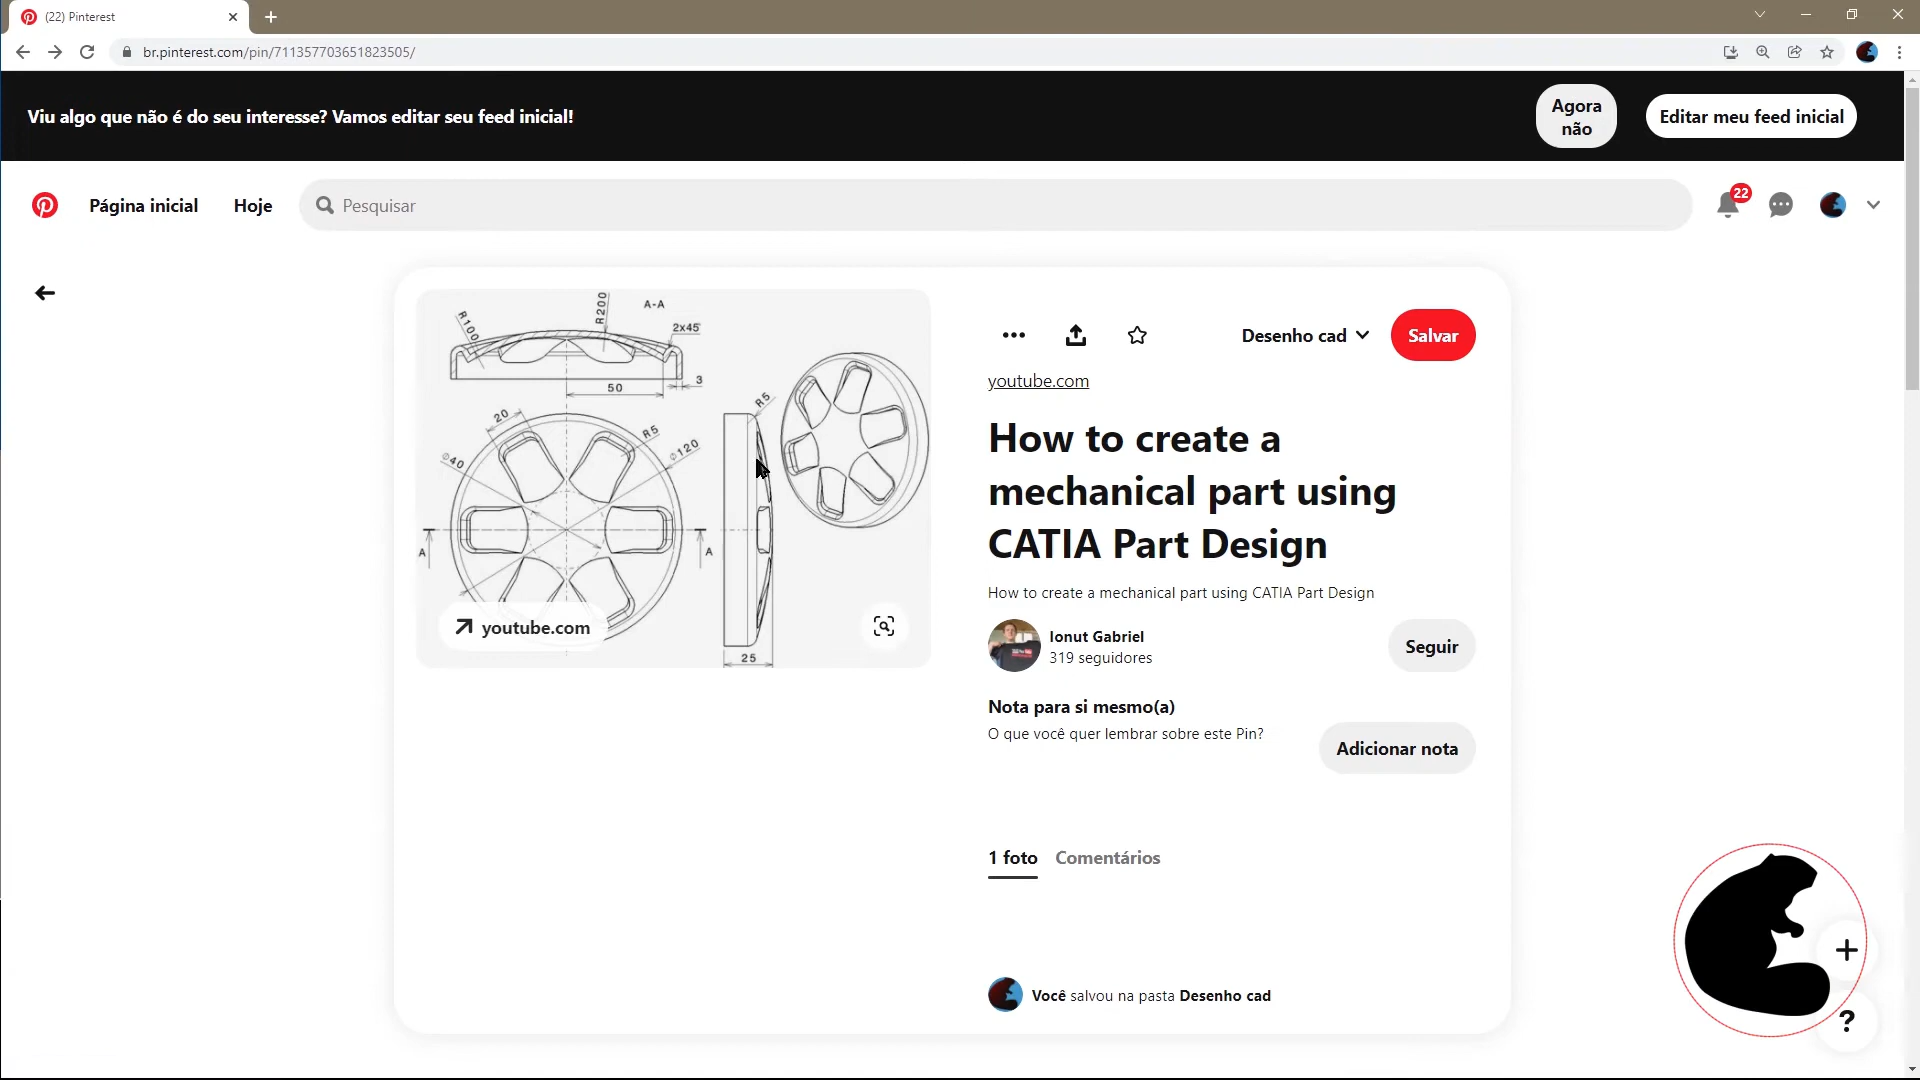 (22) Pinterest
br.pinterest.com/pin/711357703651823505/
Viu algo que não é do seu interesse? Vamos editar seu feed inicial!
Agora
não
Editar meu feed inicial
Página inicial
Hoje
Pesquisar
22
R100
R200
A-A
2x45°
50
3
20
R5
Ø120
Ø40
A
A
R5
25
youtube.com
Desenho cad
Salvar
youtube.com
How to create a
mechanical part using
CATIA Part Design
How to create a mechanical part using CATIA Part Design
Ionut Gabriel
319 seguidores
Seguir
Nota para si mesmo(a)
O que você quer lembrar sobre este Pin?
Adicionar nota
1 foto
Comentários
Você salvou na pasta Desenho cad
?